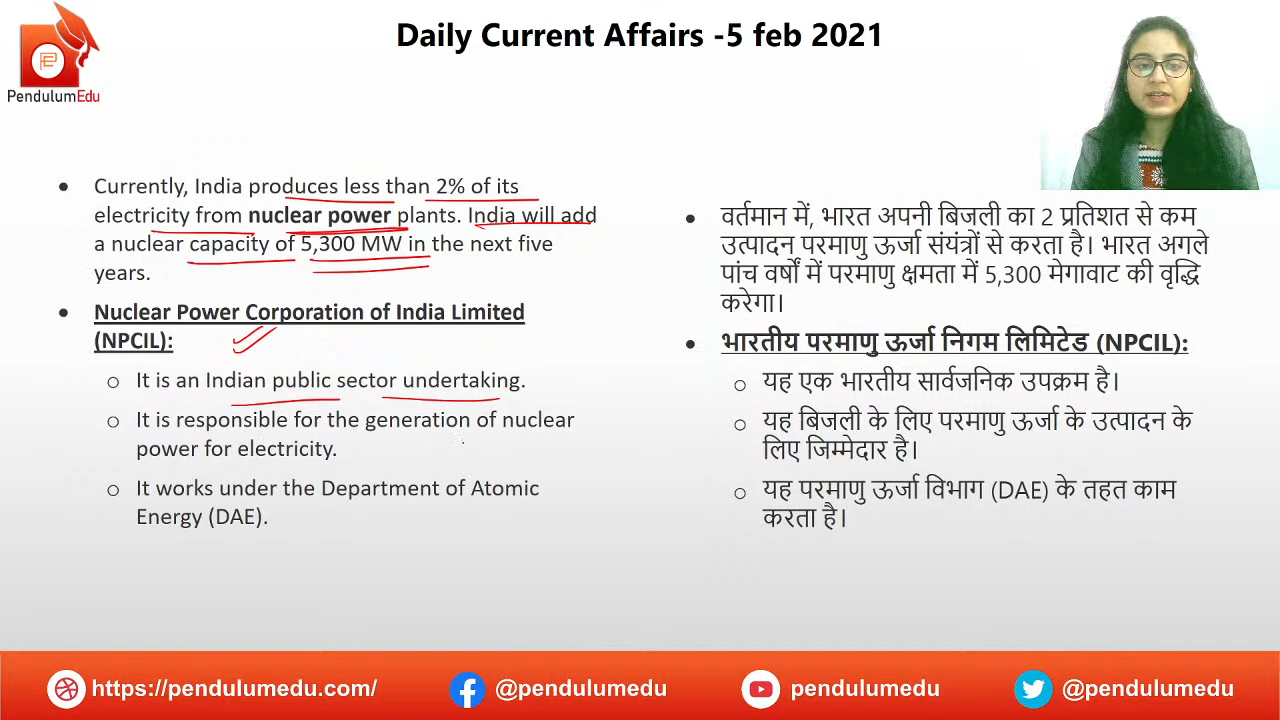 Daily Current Affairs -5 feb 2021
PendulumEdu
Currently, India produces less than 2% of its
electricity from nuclear power plants. India will add
a nuclear capacity of 5,300 MW in the next five
years.
Nuclear Power Corporation of India Limited
(NPCIL):
It is an Indian public sector undertaking.
It is responsible for the generation of nuclear
power for electricity.
It works under the Department of Atomic
Energy (DAE).
वर्तमान में, भारत अपनी बिजली का 2 प्रतिशत से कम
उत्पादन परमाणु ऊर्जा संयंत्रों से करता है। भारत अगले
पांच वर्षों में परमाणु क्षमता में 5,300 मेगावाट की वृद्धि
करेगा।
भारतीय परमाणु ऊर्जा निगम लिमिटेड (NPCIL):
यह एक भारतीय सार्वजनिक उपक्रम है।
यह बिजली के लिए परमाणु ऊर्जा के उत्पादन के
लिए जिम्मेदार है।
यह परमाणु ऊर्जा विभाग (DAE) के तहत काम
करता है।
https://pendulumedu.com/
@pendulumedu
pendulumedu
@pendulumedu